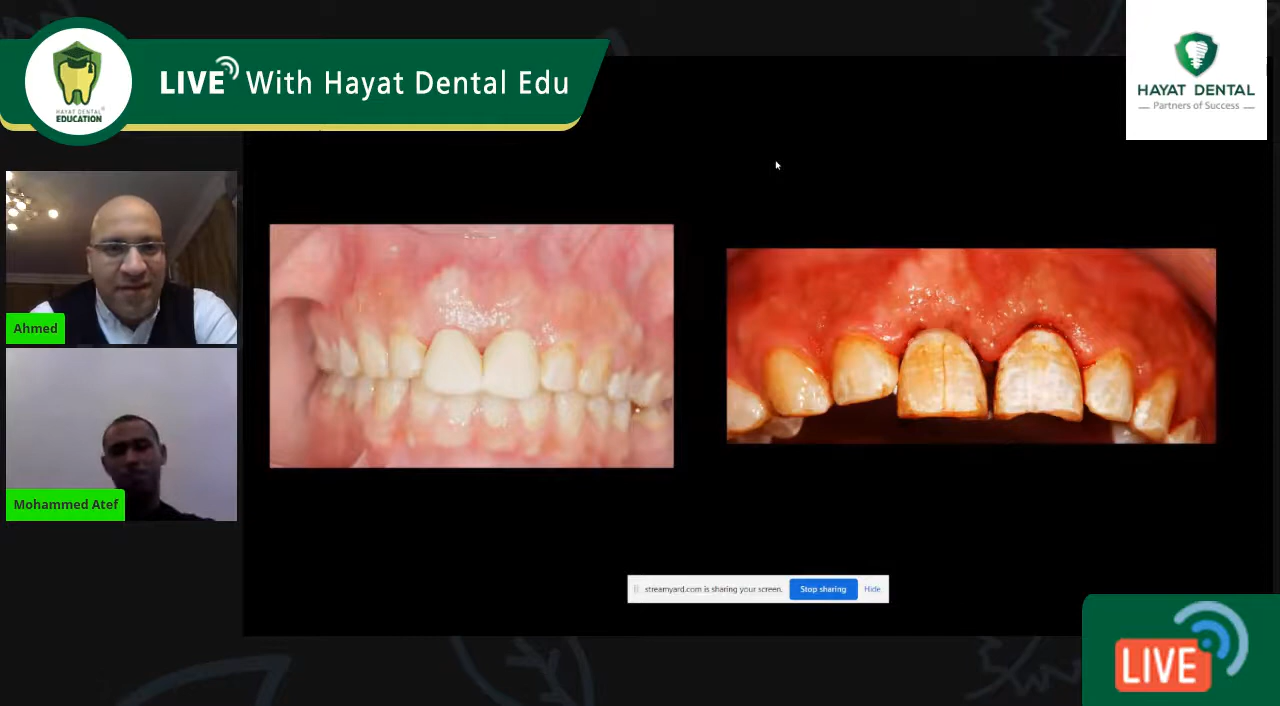 LIVE With Hayat Dental Edu
HAYAT DENTAL
EDUCATION
HAYAT DENTAL
Partners of Success
Ahmed
Mohammed Atef
streamyard.com is sharing your screen.
Stop sharing
Hide
LIVE